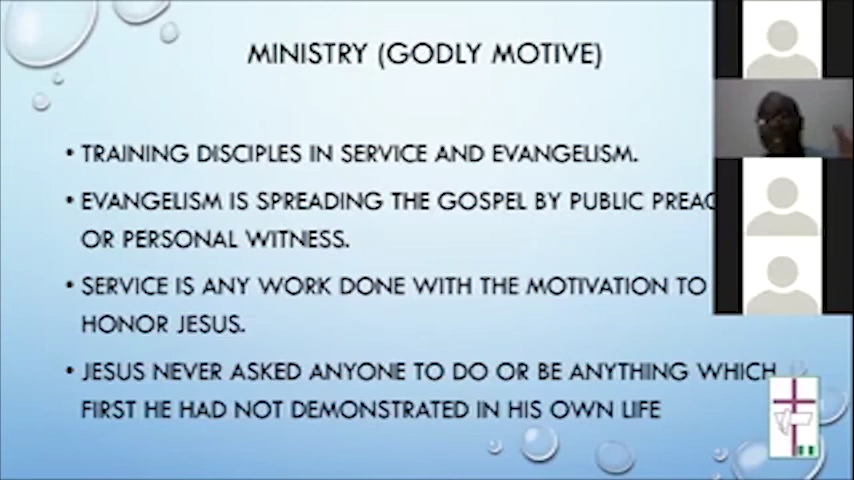 MINISTRY (GODLY MOTIVE)
• TRAINING DISCIPLES IN SERVICE AND EVANGELISM.
• EVANGELISM IS SPREADING THE GOSPEL BY PUBLIC
OR PERSONAL WITNESS.
• SERVICE IS ANY WORK DONE WITH THE MOTIVATION TO
HONOR JESUS.
• JESUS NEVER ASKED ANYONE TO DO OR BE ANYTHING WHICH
FIRST HE HAD NOT DEMONSTRATED IN HIS OWN LIFE